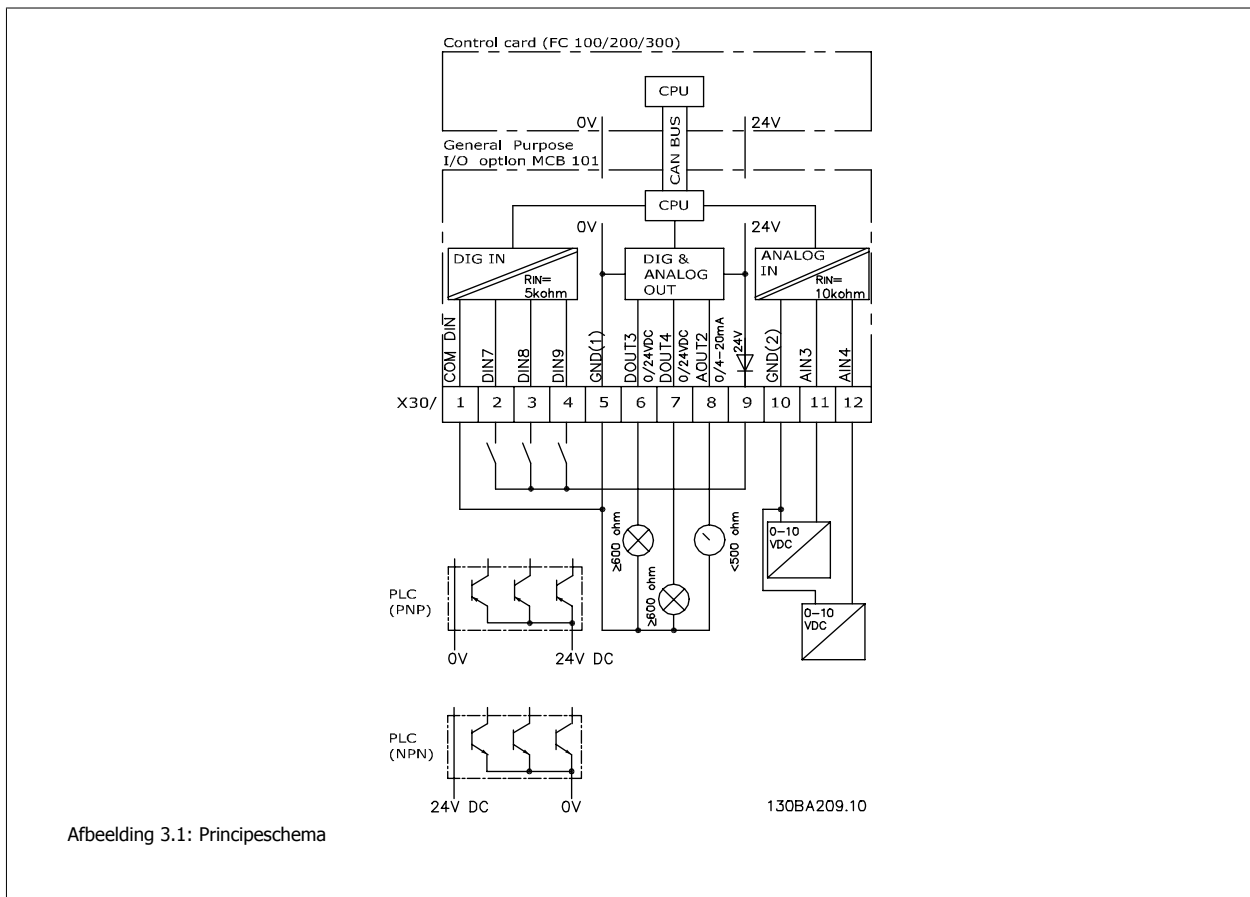 Control card (FC 100/200/300)
CPU
0V
24V
CAN BUS
General Purpose
I/O option MCB 101
CPU
0V
24V
DIG IN
RIN=
5kohm
DIG &
ANALOG
OUT
ANALOG
IN
RIN=
10kohm
COM DIN
DIN7
DIN8
DIN9
GND(1)
DOUT3
0/24VDC
DOUT4
0/24VDC
AOUT2
0/4-20mA
24V
GND(2)
AIN3
AIN4
X30/ 1 2 3 4 5 6 7 8 9 10 11 12
≥600 ohm
≥600 ohm
<500 ohm
0-10
VDC
0-10
VDC
PLC
(PNP)
0V
24V DC
PLC
(NPN)
24V DC
0V
130BA209.10
Afbeelding 3.1: Principeschema